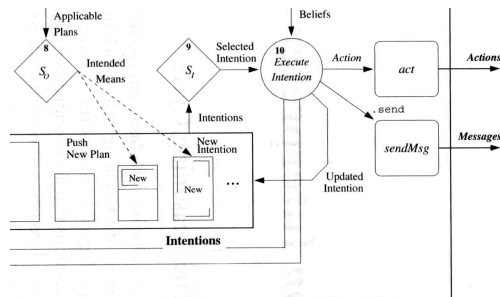 Applicable
Plans
8
S_O
Intended
Means
9
S_I
Selected
Intention
Beliefs
10
Execute
Intention
Action
act
Actions
.send
sendMsg
Messages
Intentions
Push
New Plan
New
Intention
New
New
...
Updated
Intention
Intentions